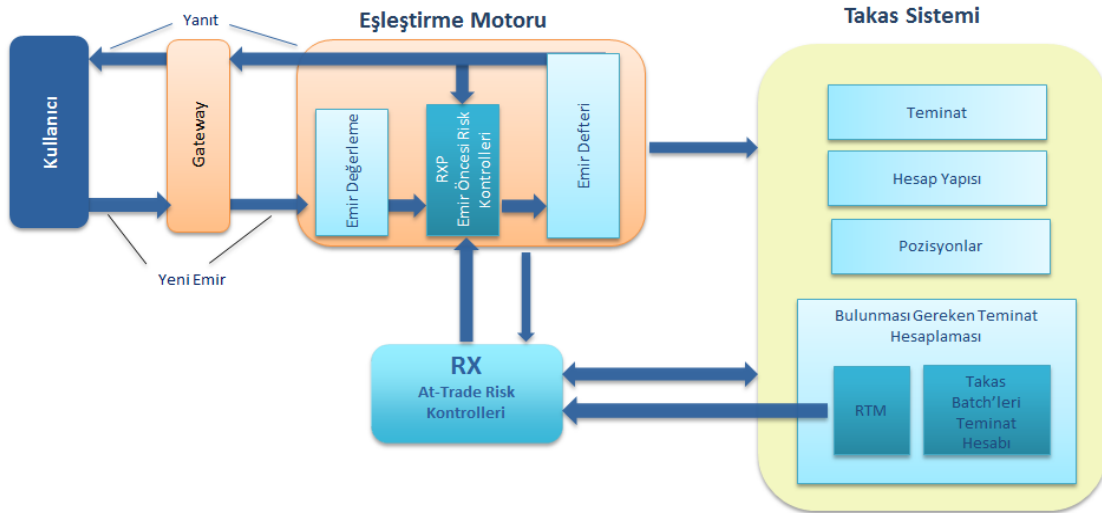 Yanıt
Eşleştirme Motoru
Takas Sistemi
Kullanıcı
Gateway
Emir Değerleme
RXP
Emir Öncesi Risk
Kontrolleri
Emir Defteri
Yeni Emir
RX
At-Trade Risk
Kontrolleri
Teminat
Hesap Yapısı
Pozisyonlar
Bulunması Gereken Teminat
Hesaplaması
RTM
Takas
Batch’leri
Teminat
Hesabı